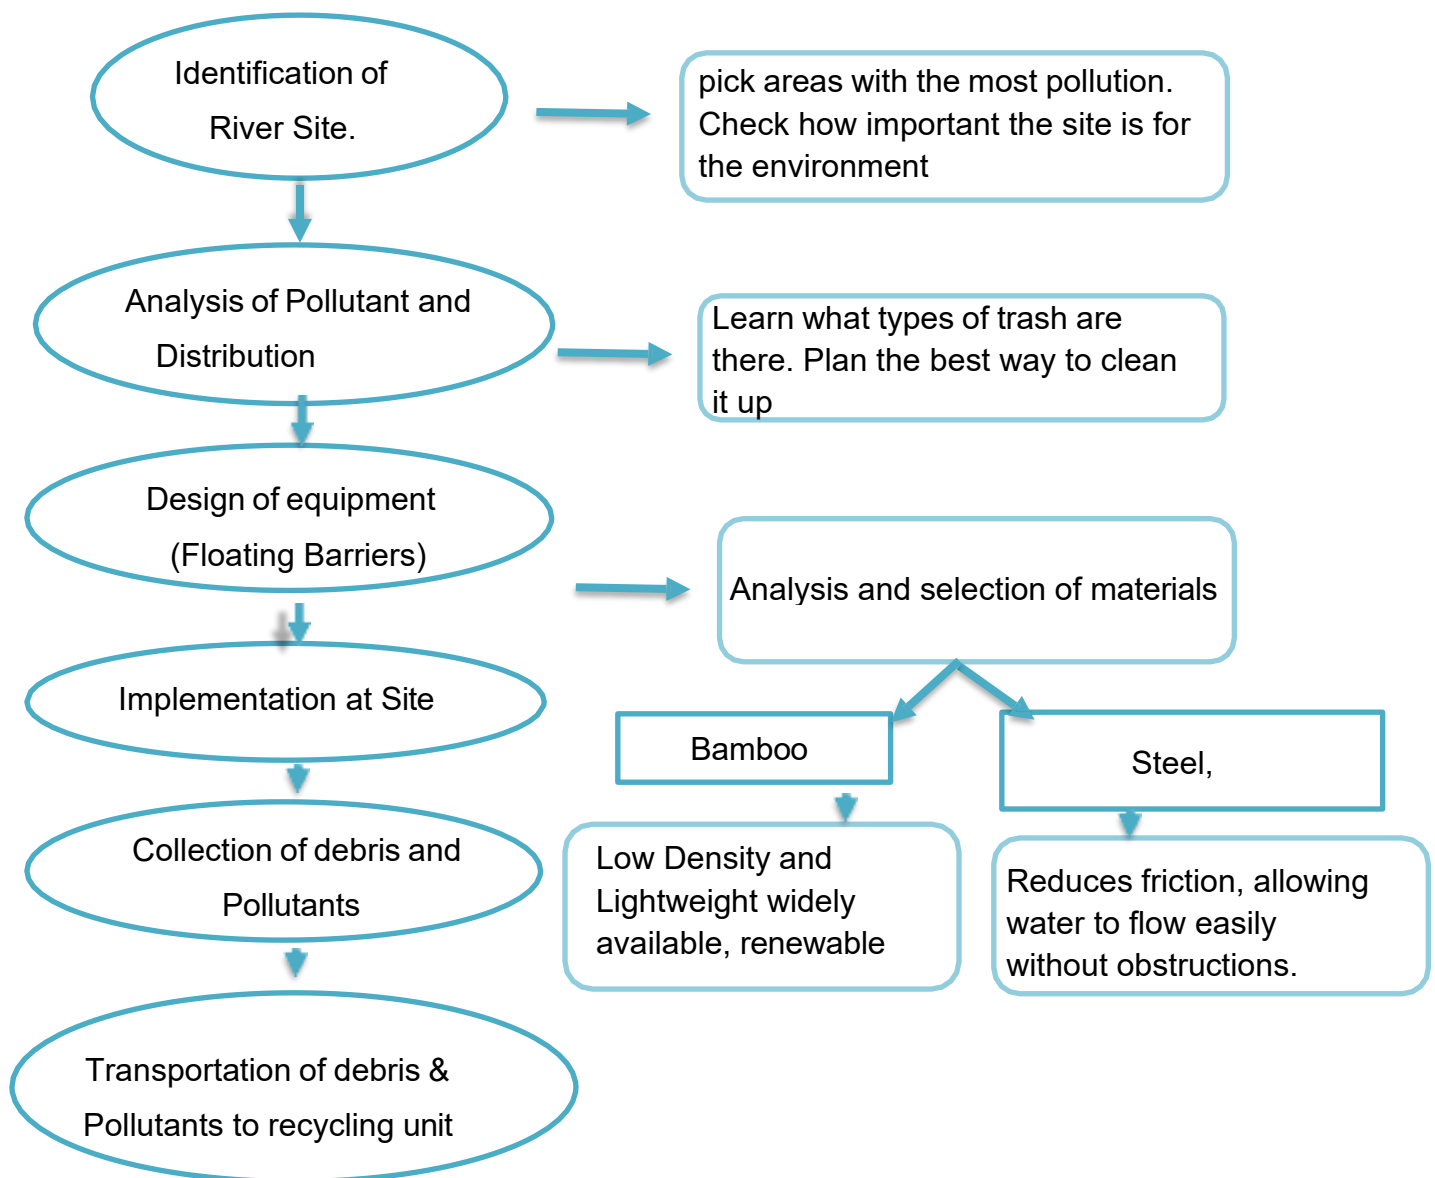 Identification of
River Site.
pick areas with the most pollution.
Check how important the site is for
the environment
Analysis of Pollutant and
Distribution
Learn what types of trash are
there. Plan the best way to clean
it up
Design of equipment
(Floating Barriers)
Analysis and selection of materials
Implementation at Site
Bamboo
Steel,
Collection of debris and
Pollutants
Low Density and
Lightweight widely
available, renewable
Reduces friction, allowing
water to flow easily
without obstructions.
Transportation of debris &
Pollutants to recycling unit